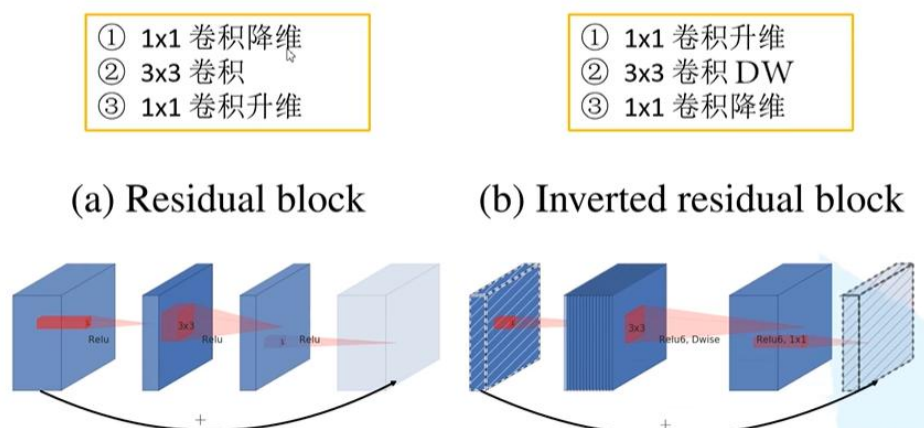 ① 1x1 卷积降维
② 3x3 卷积
③ 1x1 卷积升维
① 1x1 卷积升维
② 3x3 卷积 DW
③ 1x1 卷积降维
(a) Residual block
(b) Inverted residual block
Relu
3x3
Relu
Relu
+
3x3
Relu6, Dwise
Relu6, 1x1
+